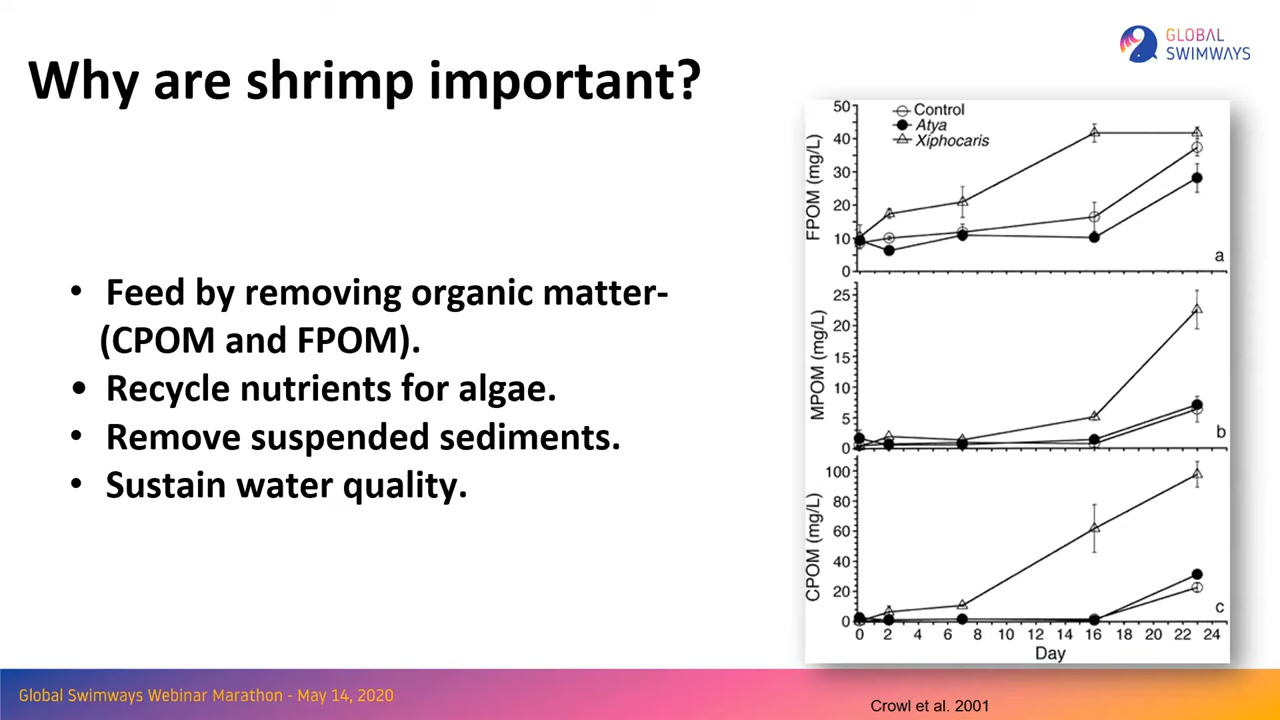 GLOBAL
SWIMWAYS
Why are shrimp important?
• Feed by removing organic matter-
(CPOM and FPOM).
• Recycle nutrients for algae.
• Remove suspended sediments.
• Sustain water quality.
Control
Atya
Xiphocaris
FPOM (mg/L)
50
40
30
20
10
0
a
MPOM (mg/L)
25
20
15
10
5
0
b
CPOM (mg/L)
100
80
60
40
20
0
c
0 2 4 6 8 10 12 14 16 18 20 22 24
Day
Global Swimways Webinar Marathon - May 14, 2020
Crowl et al. 2001